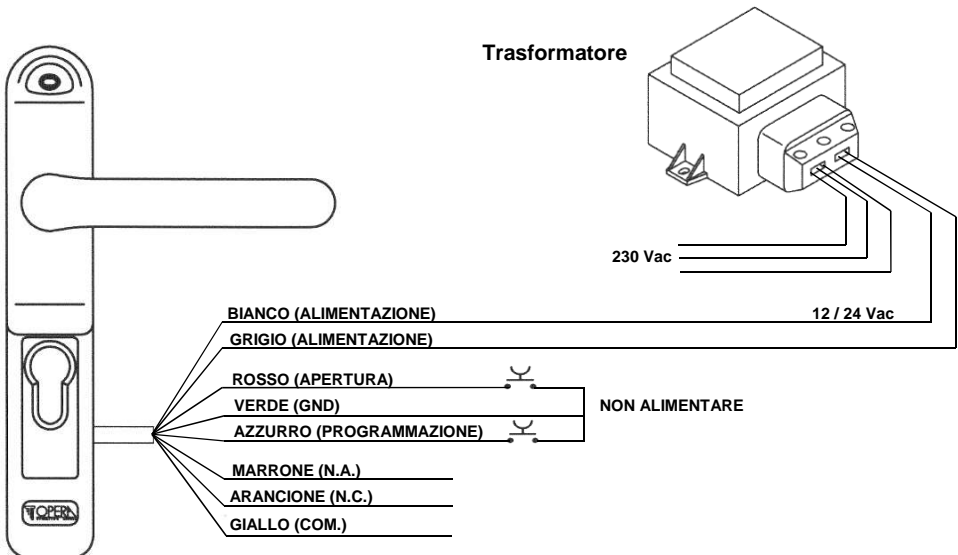 Trasformatore
230 Vac
BIANCO (ALIMENTAZIONE)
12 / 24 Vac
GRIGIO (ALIMENTAZIONE)
ROSSO (APERTURA)
VERDE (GND)
NON ALIMENTARE
AZZURRO (PROGRAMMAZIONE)
MARRONE (N.A.)
ARANCIONE (N.C.)
GIALLO (COM.)
OPERA